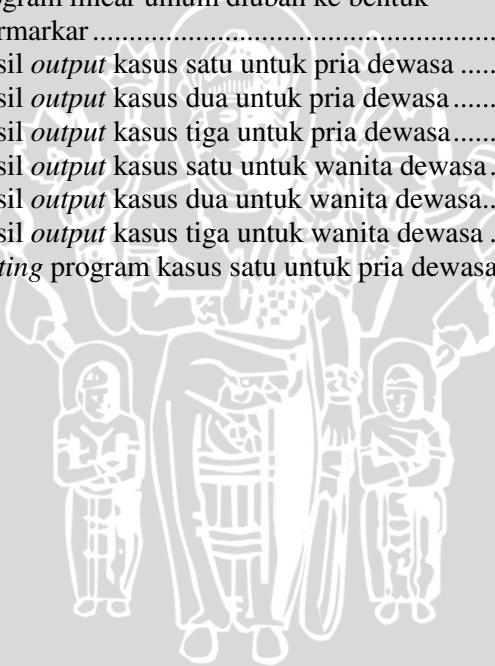 ogram linear umum diubah ke bentuk
ermarkar ................................................
sil output kasus satu untuk pria dewasa .....
sil output kasus dua untuk pria dewasa ......
sil output kasus tiga untuk pria dewasa......
sil output kasus satu untuk wanita dewasa.
sil output kasus dua untuk wanita dewasa..
sil output kasus tiga untuk wanita dewasa .
ting program kasus satu untuk pria dewasa